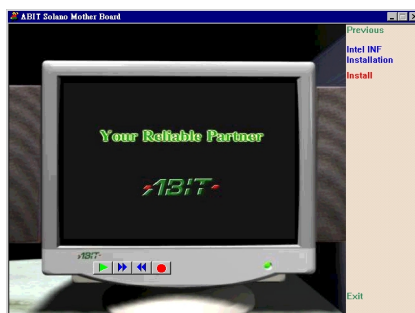 ABIT Solano Mother Board
Previous
Intel INF
Installation
Install
Your Reliable Partner
ABIT
ABIT
Exit